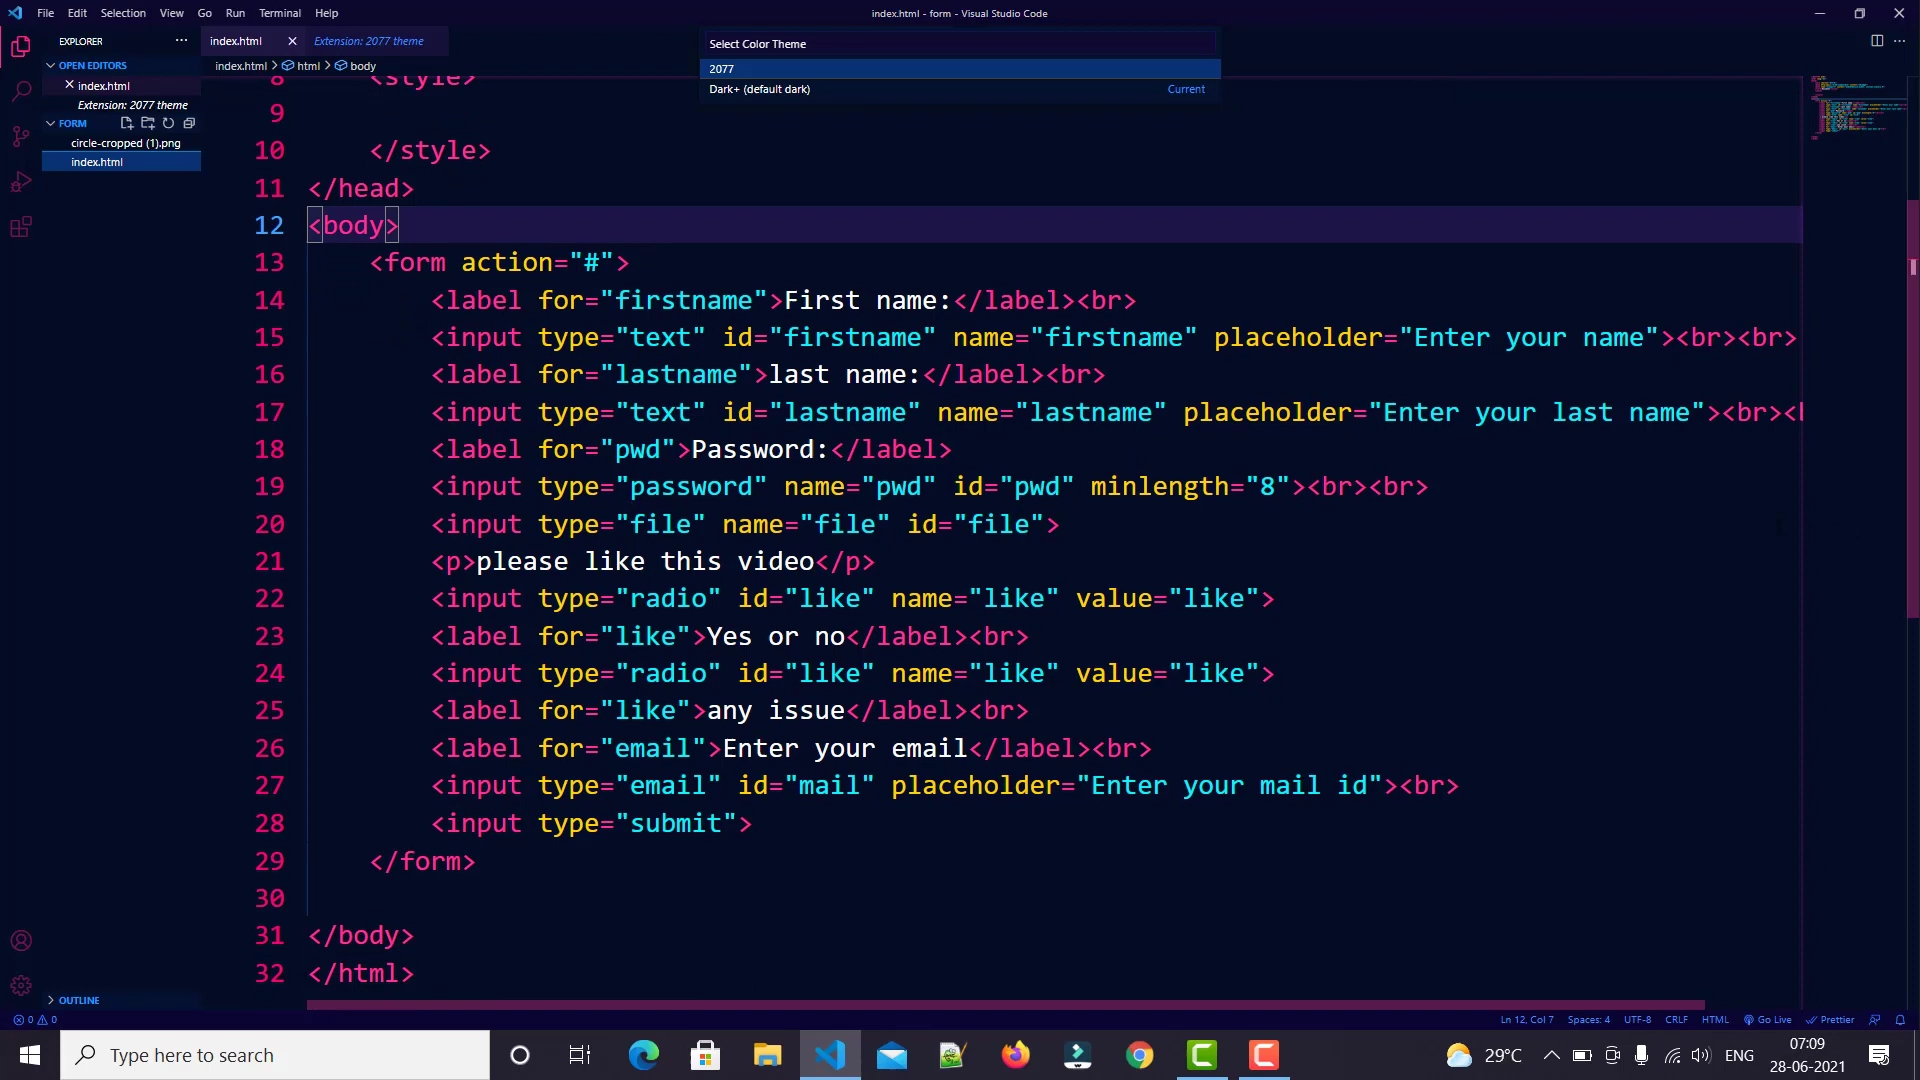 File Edit Selection View Go Run Terminal Help
index.html - form - Visual Studio Code
EXPLORER
OPEN EDITORS
index.html
Extension: 2077 theme
FORM
circle-cropped (1).png
index.html
OUTLINE
index.html Extension: 2077 theme
index.html > html > body
Select Color Theme
2077
Dark+ (default dark) Current
8     <style>
9
10     </style>
11 </head>
12 <body>
13     <form action="#">
14         <label for="firstname">First name:</label><br>
15         <input type="text" id="firstname" name="firstname" placeholder="Enter your name"><br><br>
16         <label for="lastname">last name:</label><br>
17         <input type="text" id="lastname" name="lastname" placeholder="Enter your last name"><br><b
18         <label for="pwd">Password:</label>
19         <input type="password" name="pwd" id="pwd" minlength="8"><br><br>
20         <input type="file" name="file" id="file">
21         <p>please like this video</p>
22         <input type="radio" id="like" name="like" value="like">
23         <label for="like">Yes or no</label><br>
24         <input type="radio" id="like" name="like" value="like">
25         <label for="like">any issue</label><br>
26         <label for="email">Enter your email</label><br>
27         <input type="email" id="mail" placeholder="Enter your mail id"><br>
28         <input type="submit">
29     </form>
30
31 </body>
32 </html>
0 0 Ln 12, Col 7 Spaces: 4 UTF-8 CRLF HTML Go Live Prettier
Type here to search
29°C ENG
07:09
28-06-2021